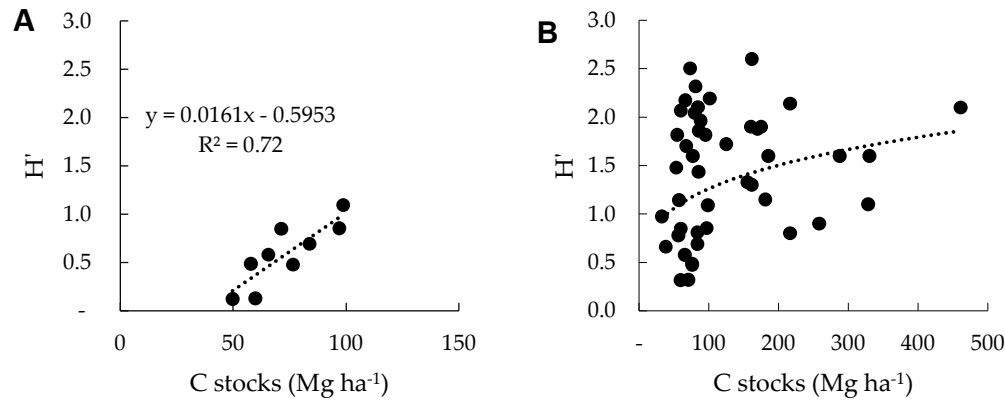 A
3.0
2.5
2.0
1.5
1.0
0.5
-
H'
y = 0.0161x - 0.5953
R² = 0.72
0 50 100 150
C stocks (Mg ha⁻¹)
B
3.0
2.5
2.0
1.5
1.0
0.5
0.0
H'
- 100 200 300 400 500
C stocks (Mg ha⁻¹)